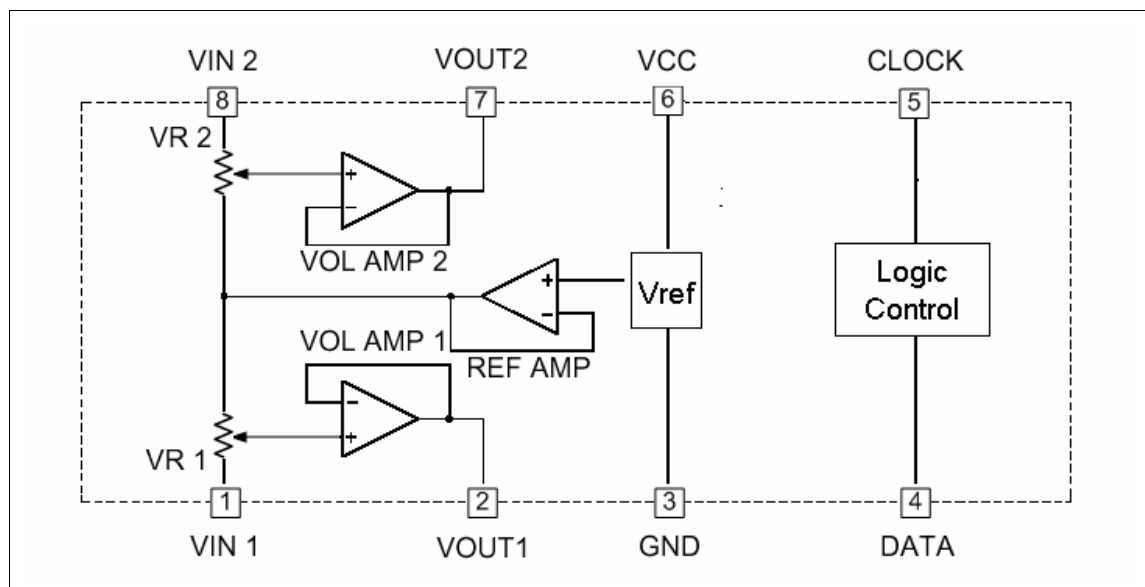 VIN 2 VOUT2 VCC CLOCK
8 7 6 5
VR 2
+
−
VOL AMP 2
Logic
Control
+
Vref
−
VOL AMP 1
REF AMP
−
+
VR 1
1 2 3 4
VIN 1 VOUT1 GND DATA